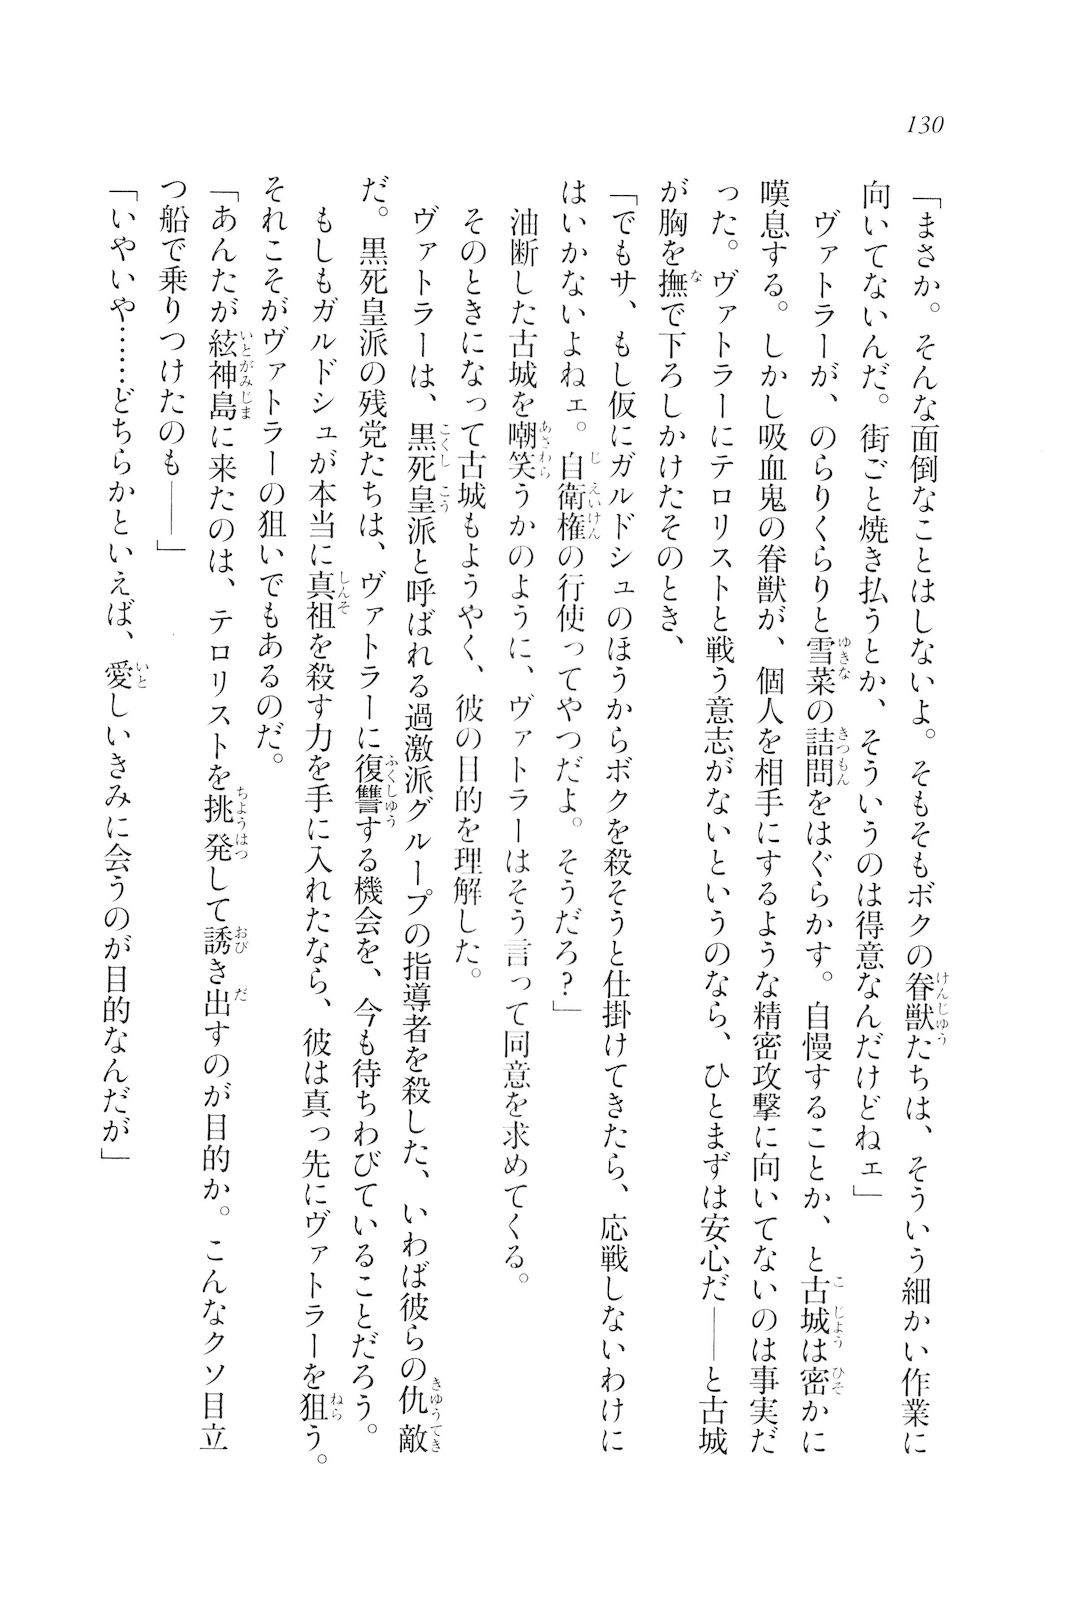 130
「まさか。そんな面倒なことはしないよ。そもそもボクの眷獣たちは、そういう細かい作業に
向いてないんだ。街ごと焼き払うとか、そういうのは得意なんだけどねェ」
　ヴァトラーが、のらりくらりと雪菜の詰問をはぐらかす。自慢することか、と古城は密かに
嘆息する。しかし吸血鬼の眷獣が、個人を相手にするような精密攻撃に向いてないのは事実だ
った。ヴァトラーにテロリストと戦う意志がないというのなら、ひとまずは安心だ――と古城
が胸を撫で下ろしかけたそのとき、
「でもサ、もし仮にガルドシュのほうからボクを殺そうと仕掛けてきたら、応戦しないわけに
はいかないよねェ。自衛権の行使ってやつだよ。そうだろ？」
　油断した古城を嘲笑うかのように、ヴァトラーはそう言って同意を求めてくる。
　そのときになって古城もようやく、彼の目的を理解した。
　ヴァトラーは、黒死皇派と呼ばれる過激派グループの指導者を殺した、いわば彼らの仇敵
だ。黒死皇派の残党たちは、ヴァトラーに復讐する機会を、今も待ちわびていることだろう。
　もしもガルドシュが本当に真祖を殺す力を手に入れたなら、彼は真っ先にヴァトラーを狙う。
それこそがヴァトラーの狙いでもあるのだ。
「あんたが絃神島に来たのは、テロリストを挑発して誘き出すのが目的か。こんなクソ目立
つ船で乗りつけたのも――」
「いやいや……どちらかといえば、愛しいきみに会うのが目的なんだが」